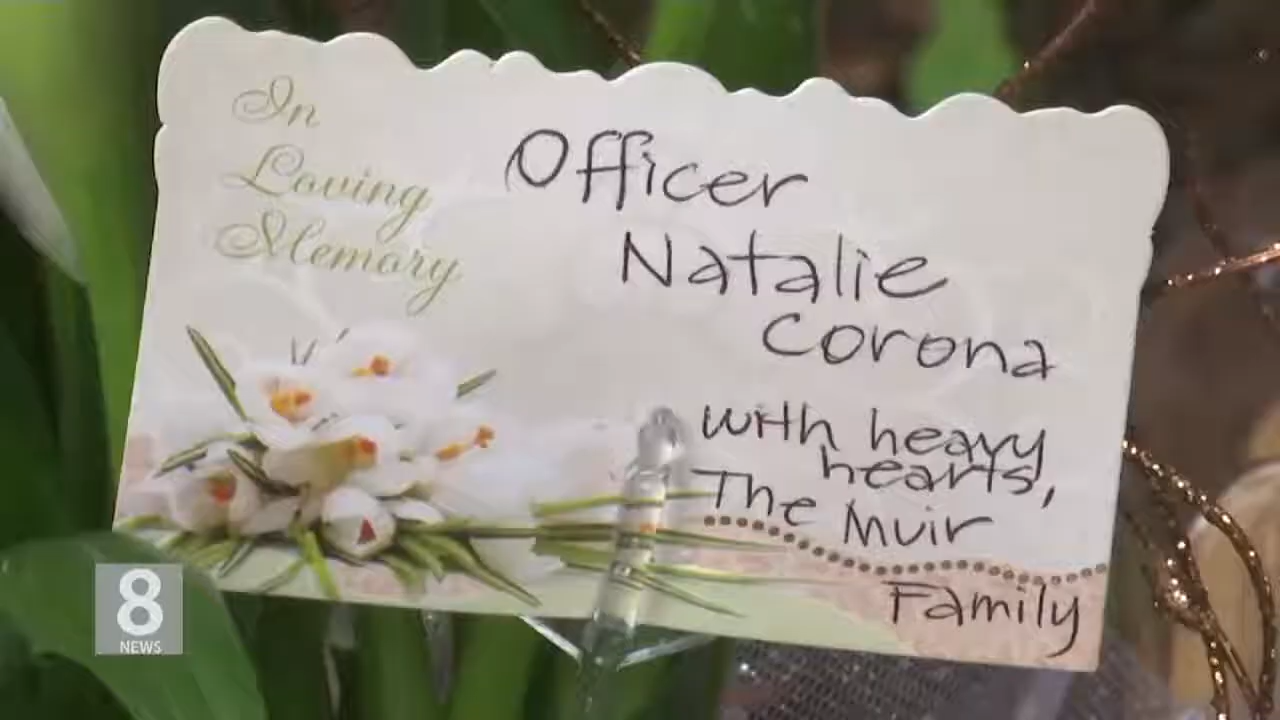 In
Loving
Memory
Officer
Natalie
Corona
with heavy
hearts,
The Muir
Family
8
NEWS